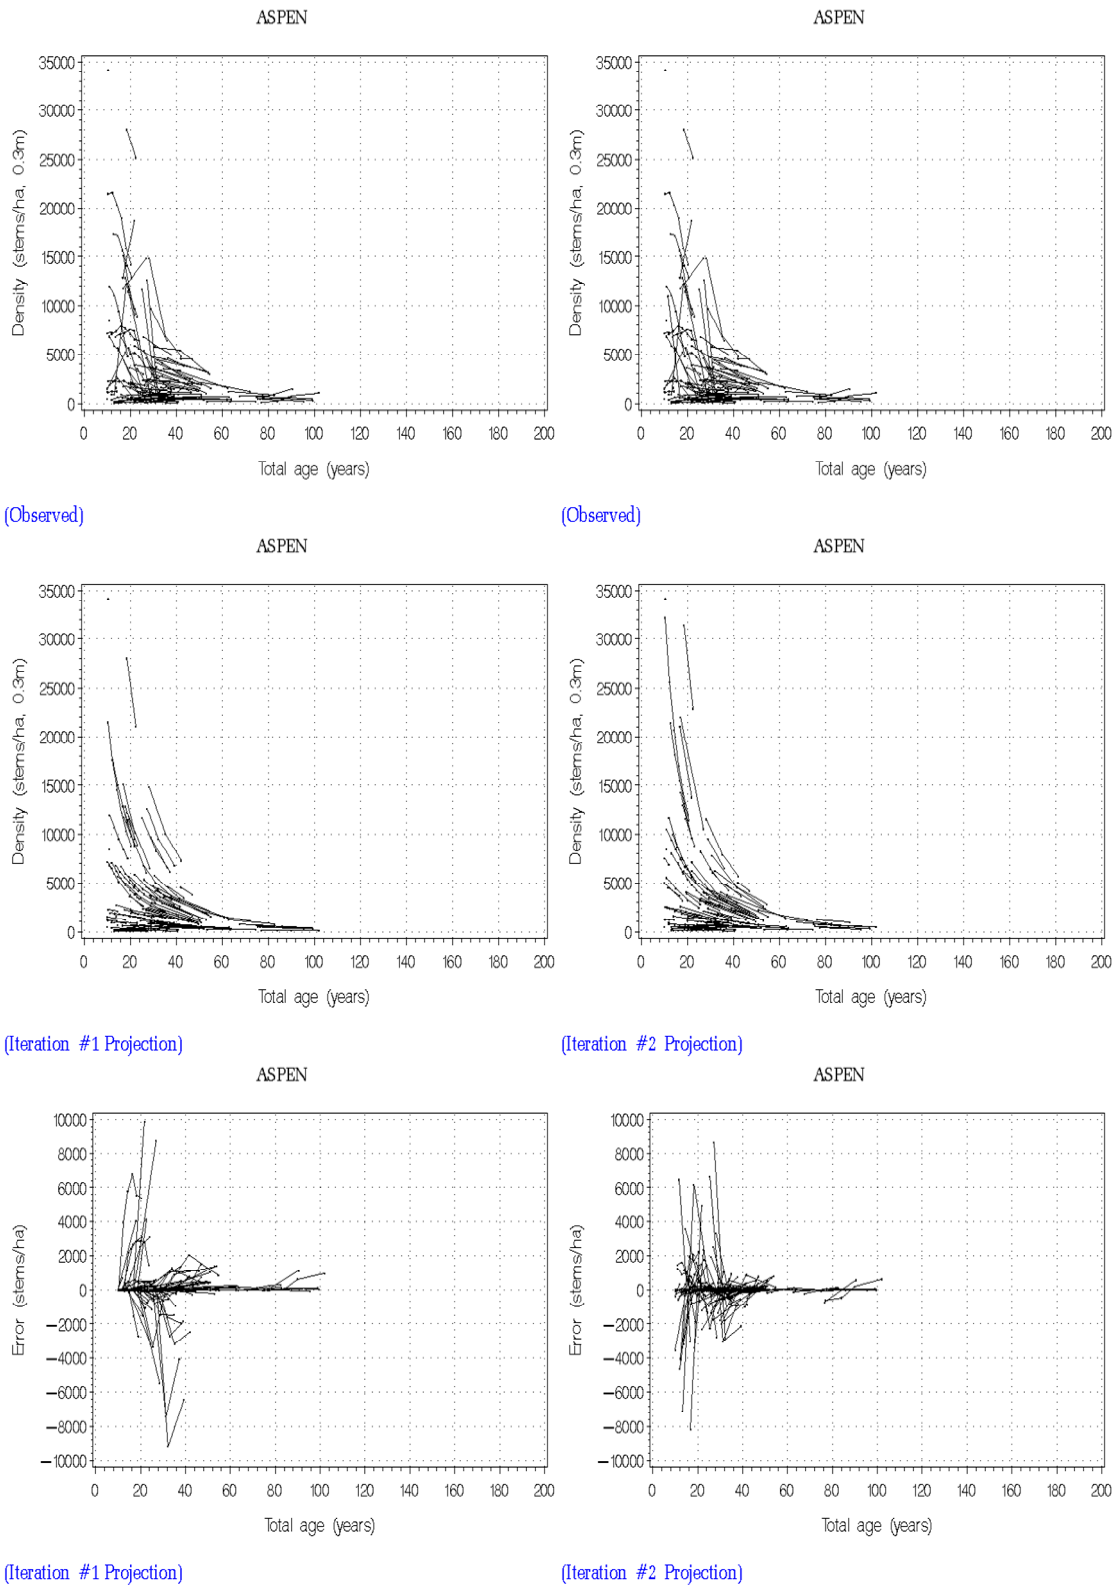 ASPEN
ASPEN
35000
30000
25000
20000
15000
10000
5000
0
Density (stems/ha, 0.3m)
0 20 40 60 80 100 120 140 160 180 200
Total age (years)
35000
30000
25000
20000
15000
10000
5000
0
Density (stems/ha, 0.3m)
0 20 40 60 80 100 120 140 160 180 200
Total age (years)
(Observed)
(Observed)
ASPEN
ASPEN
35000
30000
25000
20000
15000
10000
5000
0
Density (stems/ha, 0.3m)
0 20 40 60 80 100 120 140 160 180 200
Total age (years)
35000
30000
25000
20000
15000
10000
5000
0
Density (stems/ha, 0.3m)
0 20 40 60 80 100 120 140 160 180 200
Total age (years)
(Iteration #1 Projection)
(Iteration #2 Projection)
ASPEN
ASPEN
10000
8000
6000
4000
2000
0
−2000
−4000
−6000
−8000
−10000
Error (stems/ha)
0 20 40 60 80 100 120 140 160 180 200
Total age (years)
10000
8000
6000
4000
2000
0
−2000
−4000
−6000
−8000
−10000
Error (stems/ha)
0 20 40 60 80 100 120 140 160 180 200
Total age (years)
(Iteration #1 Projection)
(Iteration #2 Projection)